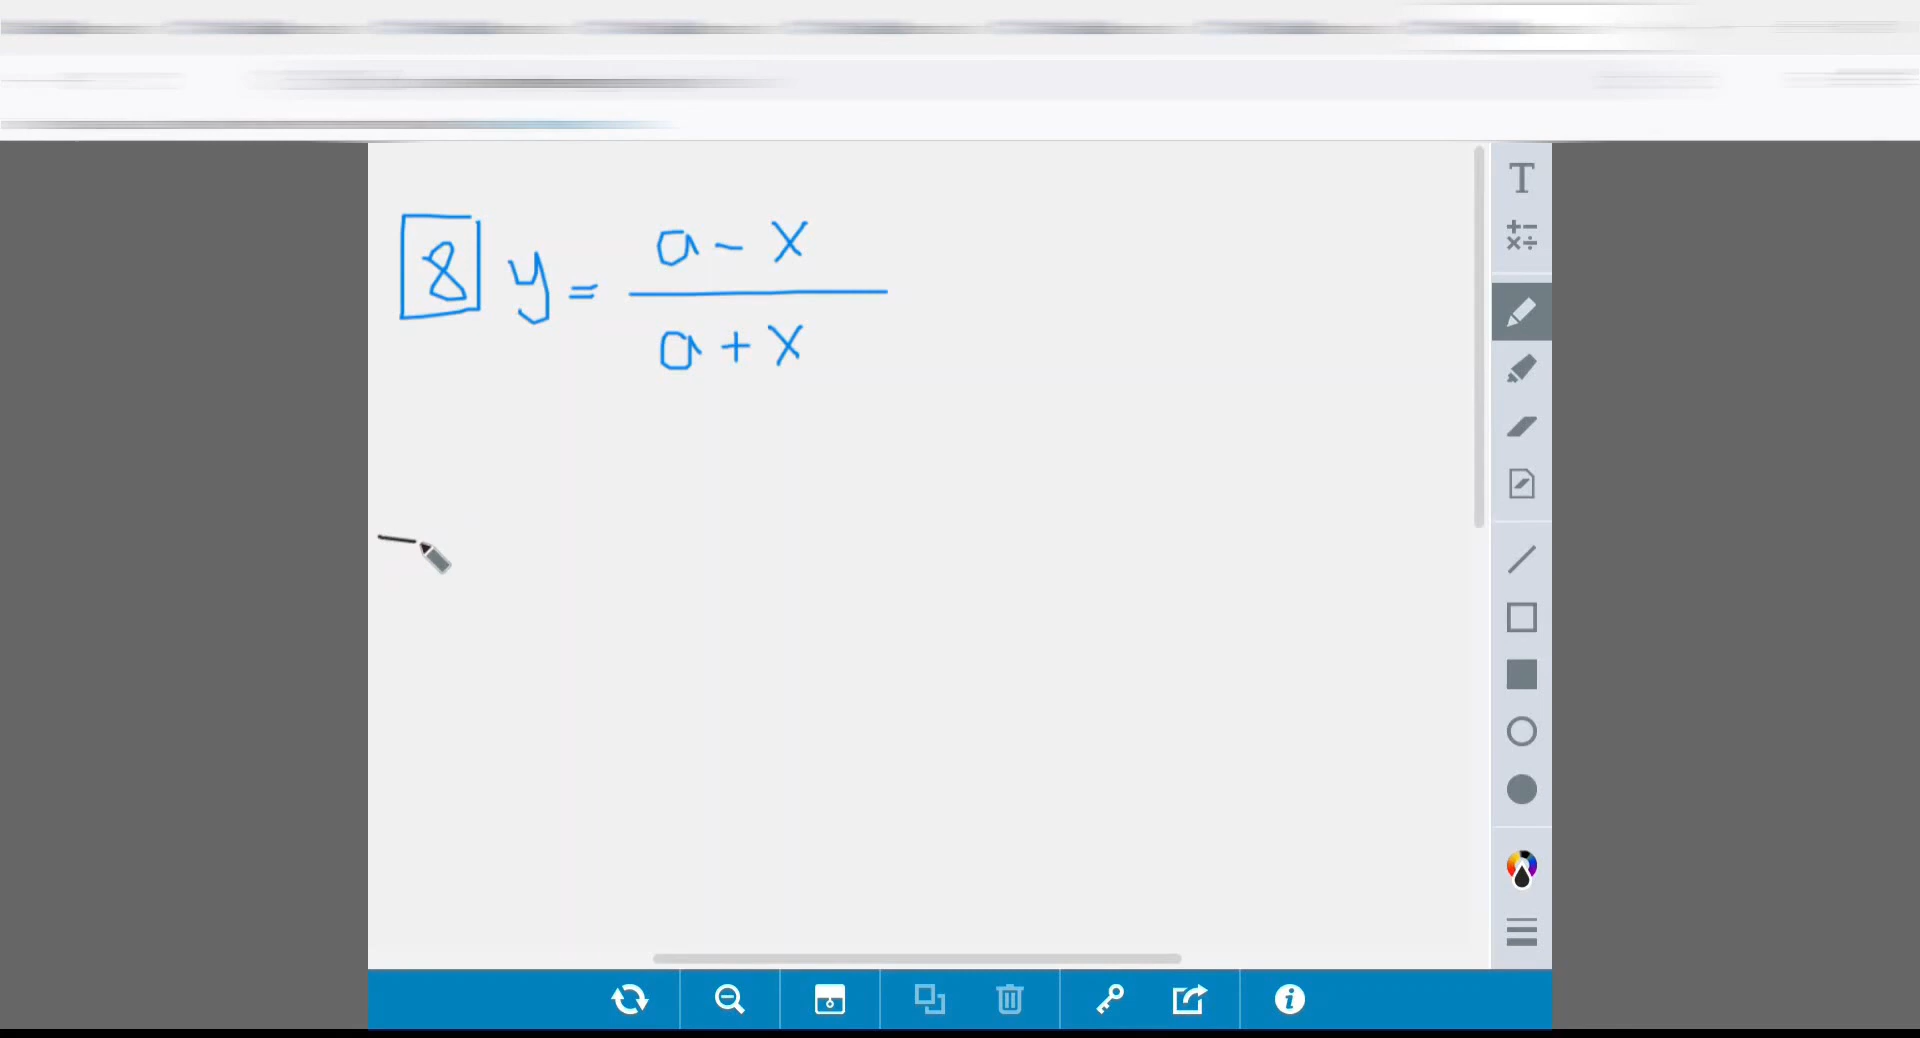 8 y = a - x / a + x
T